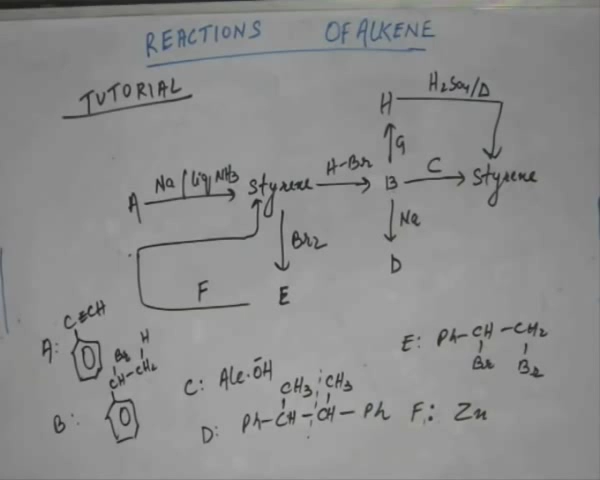 REACTIONS OF ALKENE
TUTORIAL
H H2SO4/Δ
G
A Na/liq NH3 Styrene H-Br B C Styrene
Br2 Na
F E D
A: C≡CH
B: Br H
CH-CH2
C: Alc. ŌH
D: Ph-CH-CH-Ph
CH3 CH3
E: Ph-CH-CH2
Br Br
F: Zn